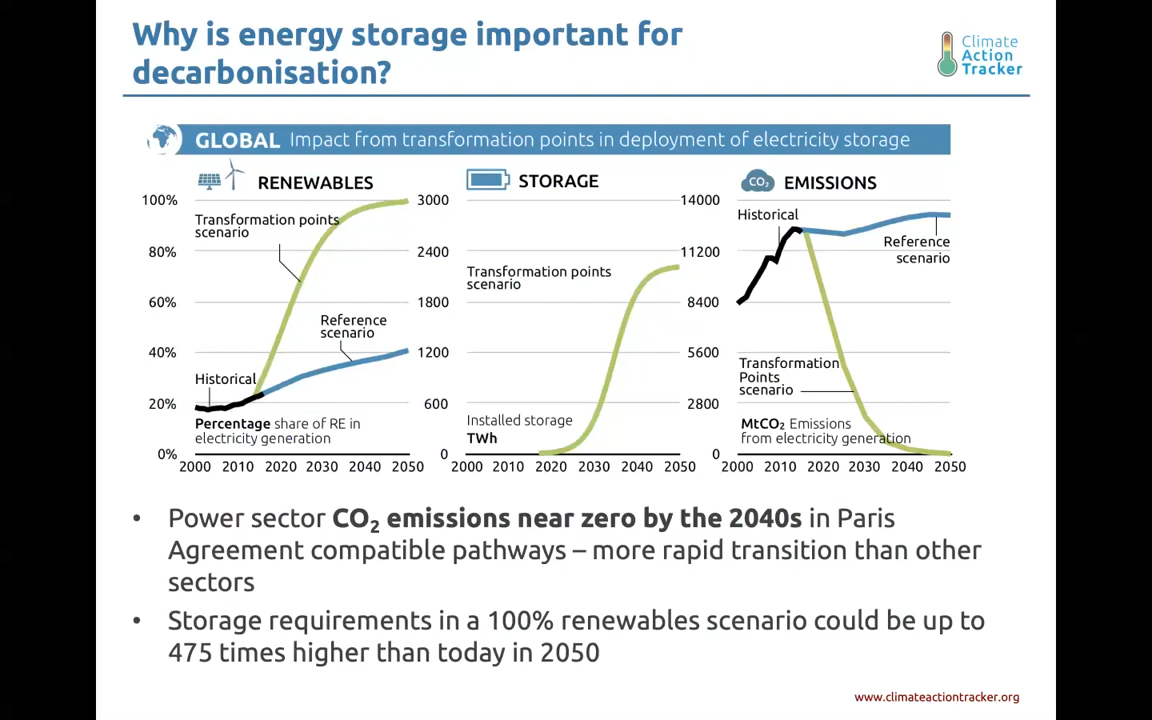 Why is energy storage important for
decarbonisation?
Climate
Action
Tracker
GLOBAL Impact from transformation points in deployment of electricity storage
RENEWABLES
100%
80%
60%
40%
20%
0%
Transformation points
scenario
Reference
scenario
Historical
Percentage share of RE in
electricity generation
2000 2010 2020 2030 2040 2050
STORAGE
3000
2400
1800
1200
600
0
Transformation points
scenario
Installed storage
TWh
2000 2010 2020 2030 2040 2050
CO₂ EMISSIONS
14000
11200
8400
5600
2800
0
Historical
Reference
scenario
Transformation
Points
scenario
MtCO₂ Emissions
from electricity generation
2000 2010 2020 2030 2040 2050
• Power sector CO₂ emissions near zero by the 2040s in Paris
Agreement compatible pathways – more rapid transition than other
sectors
• Storage requirements in a 100% renewables scenario could be up to
475 times higher than today in 2050
www.climateactiontracker.org